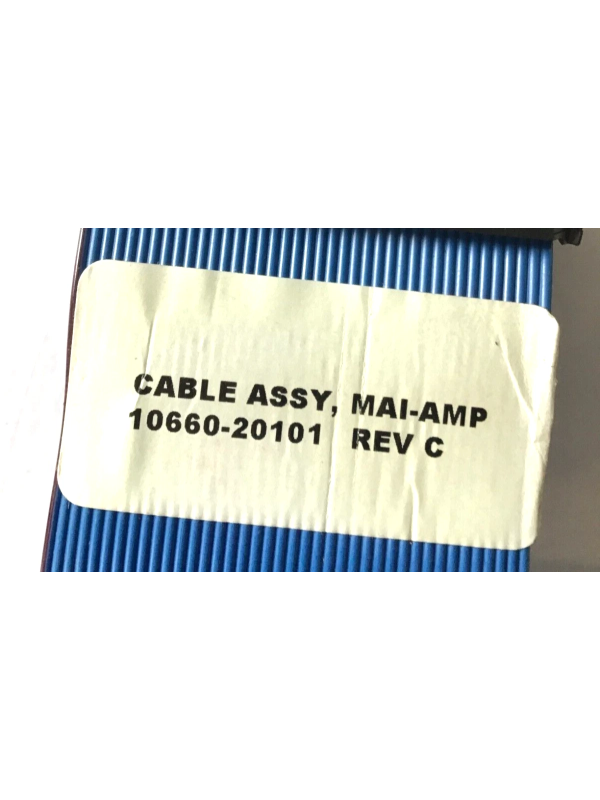 CABLE ASSY, MAI-AMP
10660-20101 REV C